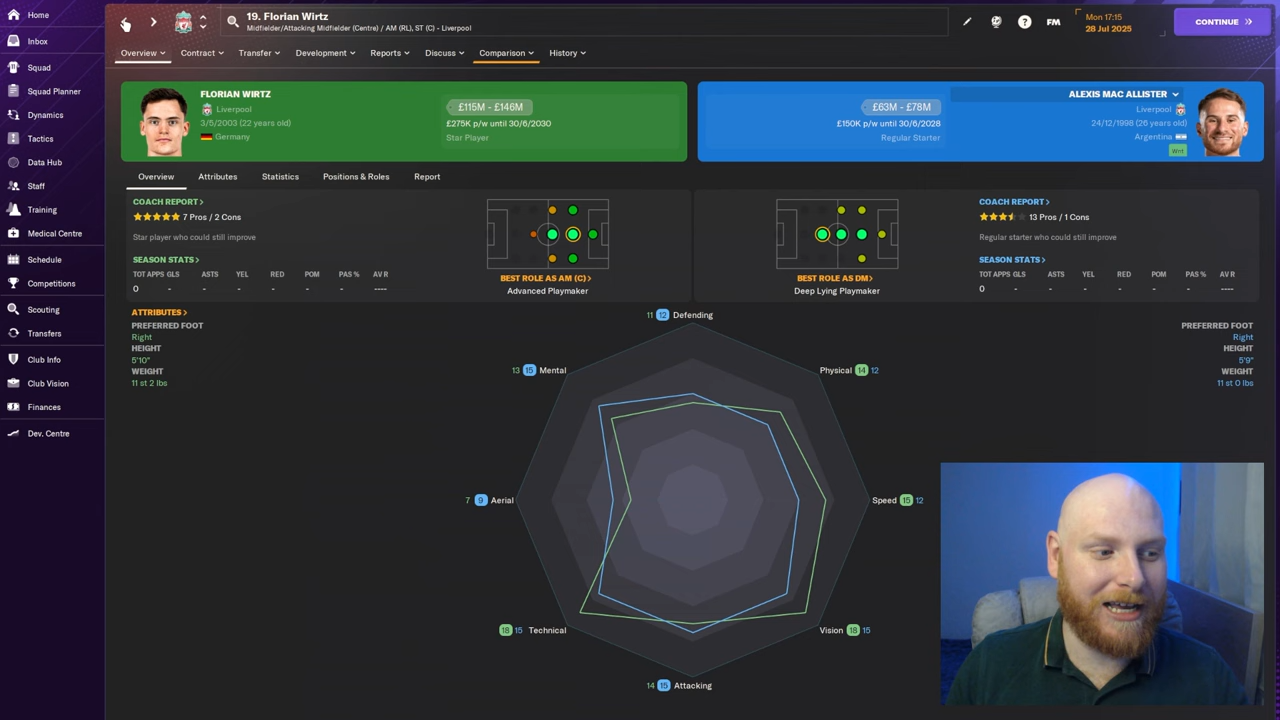 Home
Inbox
Squad
Squad Planner
Dynamics
Tactics
Data Hub
Staff
Training
Medical Centre
Schedule
Competitions
Scouting
Transfers
Club Info
Club Vision
Finances
Dev. Centre
19. Florian Wirtz
Midfielder/Attacking Midfielder (Centre) / AM (RL), ST (C) - Liverpool
? FM
Mon 17:15
28 Jul 2025
CONTINUE
Overview Contract Transfer Development Reports Discuss Comparison History
FLORIAN WIRTZ
Liverpool
3/5/2003 (22 years old)
Germany
£115M - £146M
£275K p/w until 30/6/2030
Star Player
£63M - £78M
£150K p/w until 30/6/2028
Regular Starter
ALEXIS MAC ALLISTER
Liverpool
24/12/1998 (26 years old)
Argentina
Wnt
Overview Attributes Statistics Positions & Roles Report
COACH REPORT >
7 Pros / 2 Cons
Star player who could still improve
SEASON STATS >
TOT APPS GLS ASTS YEL RED POM PAS % AV R
0 - - - - - - ----
BEST ROLE AS AM (C) >
Advanced Playmaker
BEST ROLE AS DM >
Deep Lying Playmaker
COACH REPORT >
13 Pros / 1 Cons
Regular starter who could still improve
SEASON STATS >
TOT APPS GLS ASTS YEL RED POM PAS % AV R
0 - - - - - - ----
ATTRIBUTES >
PREFERRED FOOT
Right
HEIGHT
5'10"
WEIGHT
11 st 2 lbs
11 12 Defending
13 15 Mental
Physical 14 12
7 9 Aerial
Speed 15 12
18 15 Technical
Vision 18 15
14 15 Attacking
PREFERRED FOOT
Right
HEIGHT
5'9"
WEIGHT
11 st 0 lbs